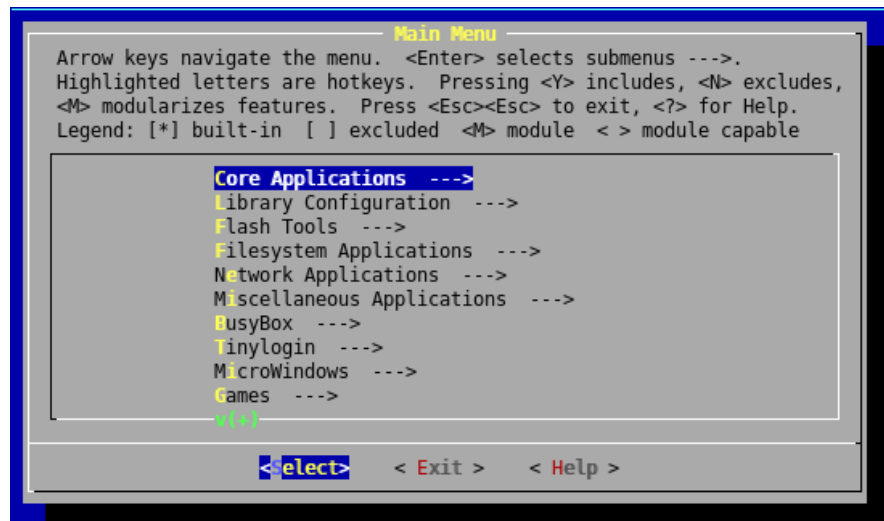 Main Menu
Arrow keys navigate the menu.  <Enter> selects submenus --->.
Highlighted letters are hotkeys.  Pressing <Y> includes, <N> excludes,
<M> modularizes features.  Press <Esc><Esc> to exit, <?> for Help.
Legend: [*] built-in  [ ] excluded  <M> module  < > module capable
Core Applications  --->
Library Configuration  --->
Flash Tools  --->
Filesystem Applications  --->
Network Applications  --->
Miscellaneous Applications  --->
BusyBox  --->
Tinylogin  --->
MicroWindows  --->
Games  --->
v(+)
<Select>    < Exit >    < Help >